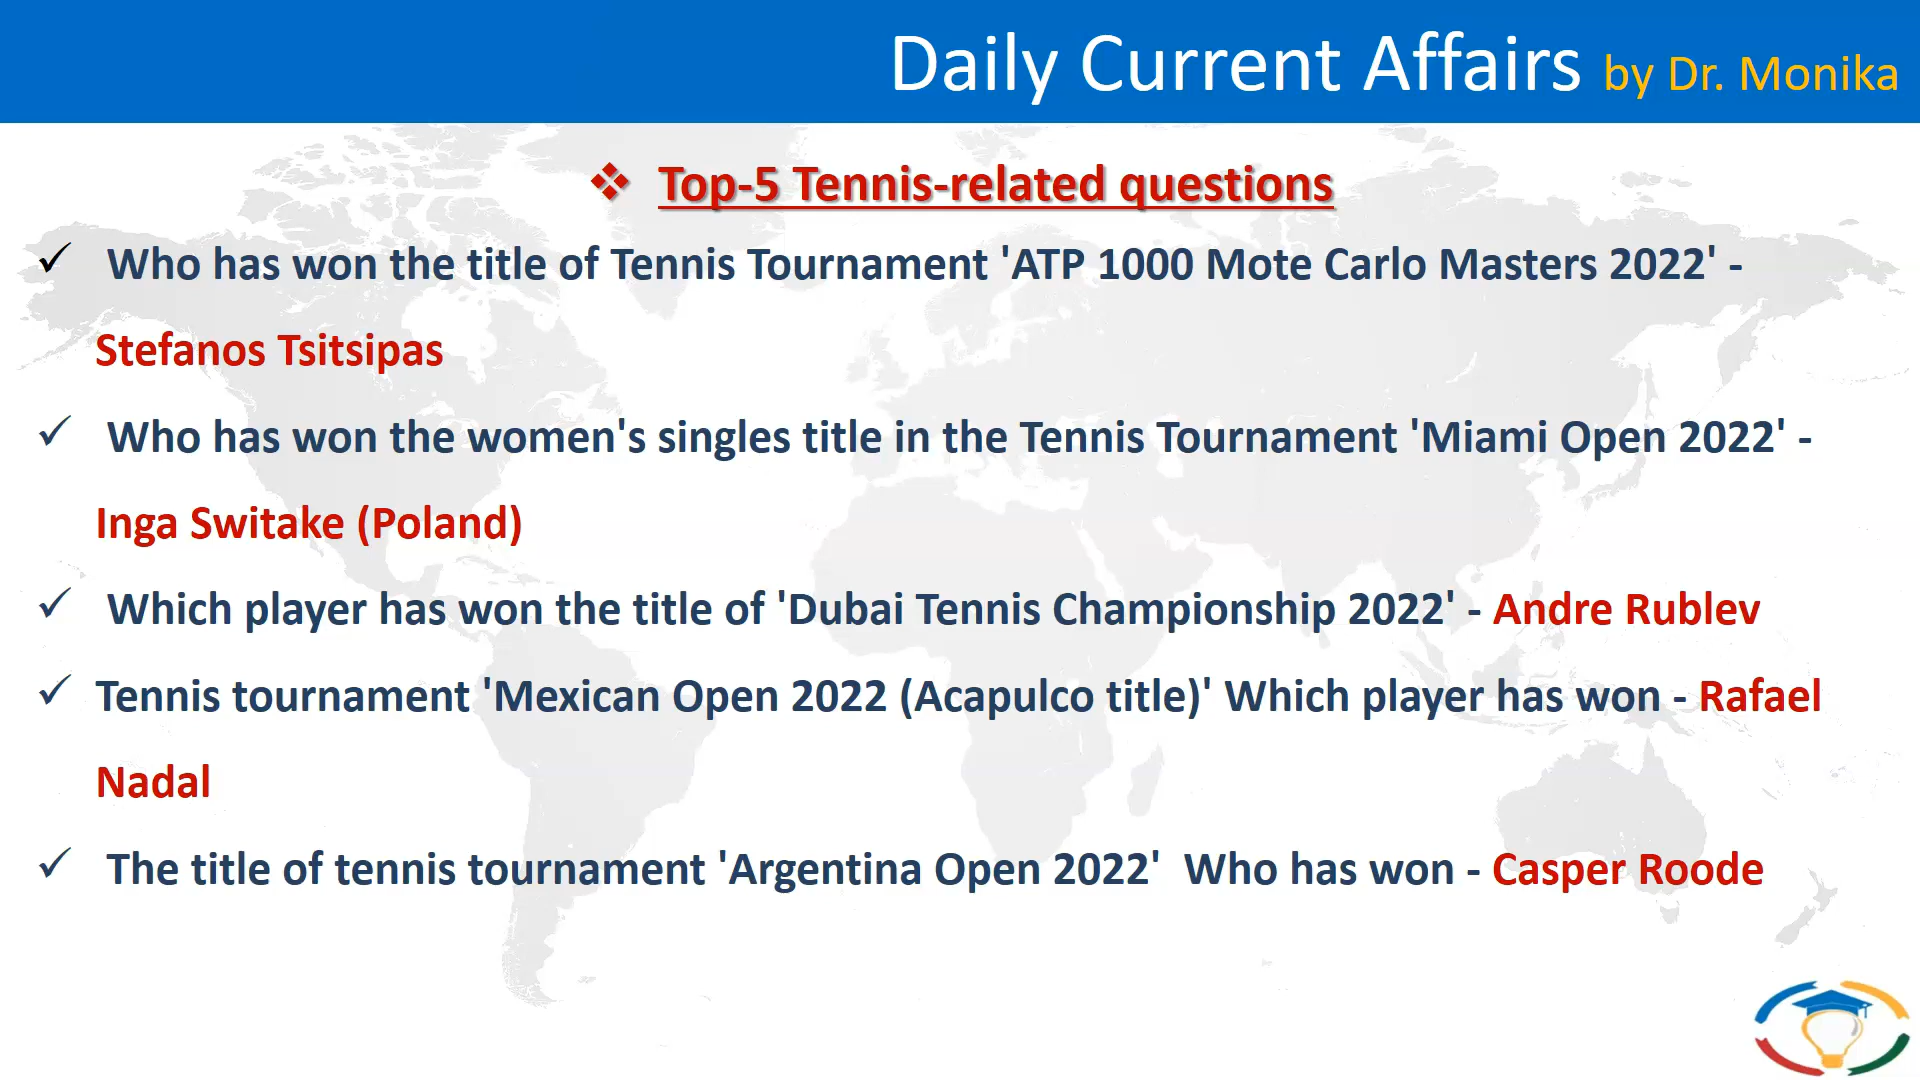 Daily Current Affairs by Dr. Monika
❖ Top-5 Tennis-related questions
✓ Who has won the title of Tennis Tournament 'ATP 1000 Mote Carlo Masters 2022' -
Stefanos Tsitsipas
✓ Who has won the women's singles title in the Tennis Tournament 'Miami Open 2022' -
Inga Switake (Poland)
✓ Which player has won the title of 'Dubai Tennis Championship 2022' - Andre Rublev
✓ Tennis tournament 'Mexican Open 2022 (Acapulco title)' Which player has won - Rafael
Nadal
✓ The title of tennis tournament 'Argentina Open 2022' Who has won - Casper Roode